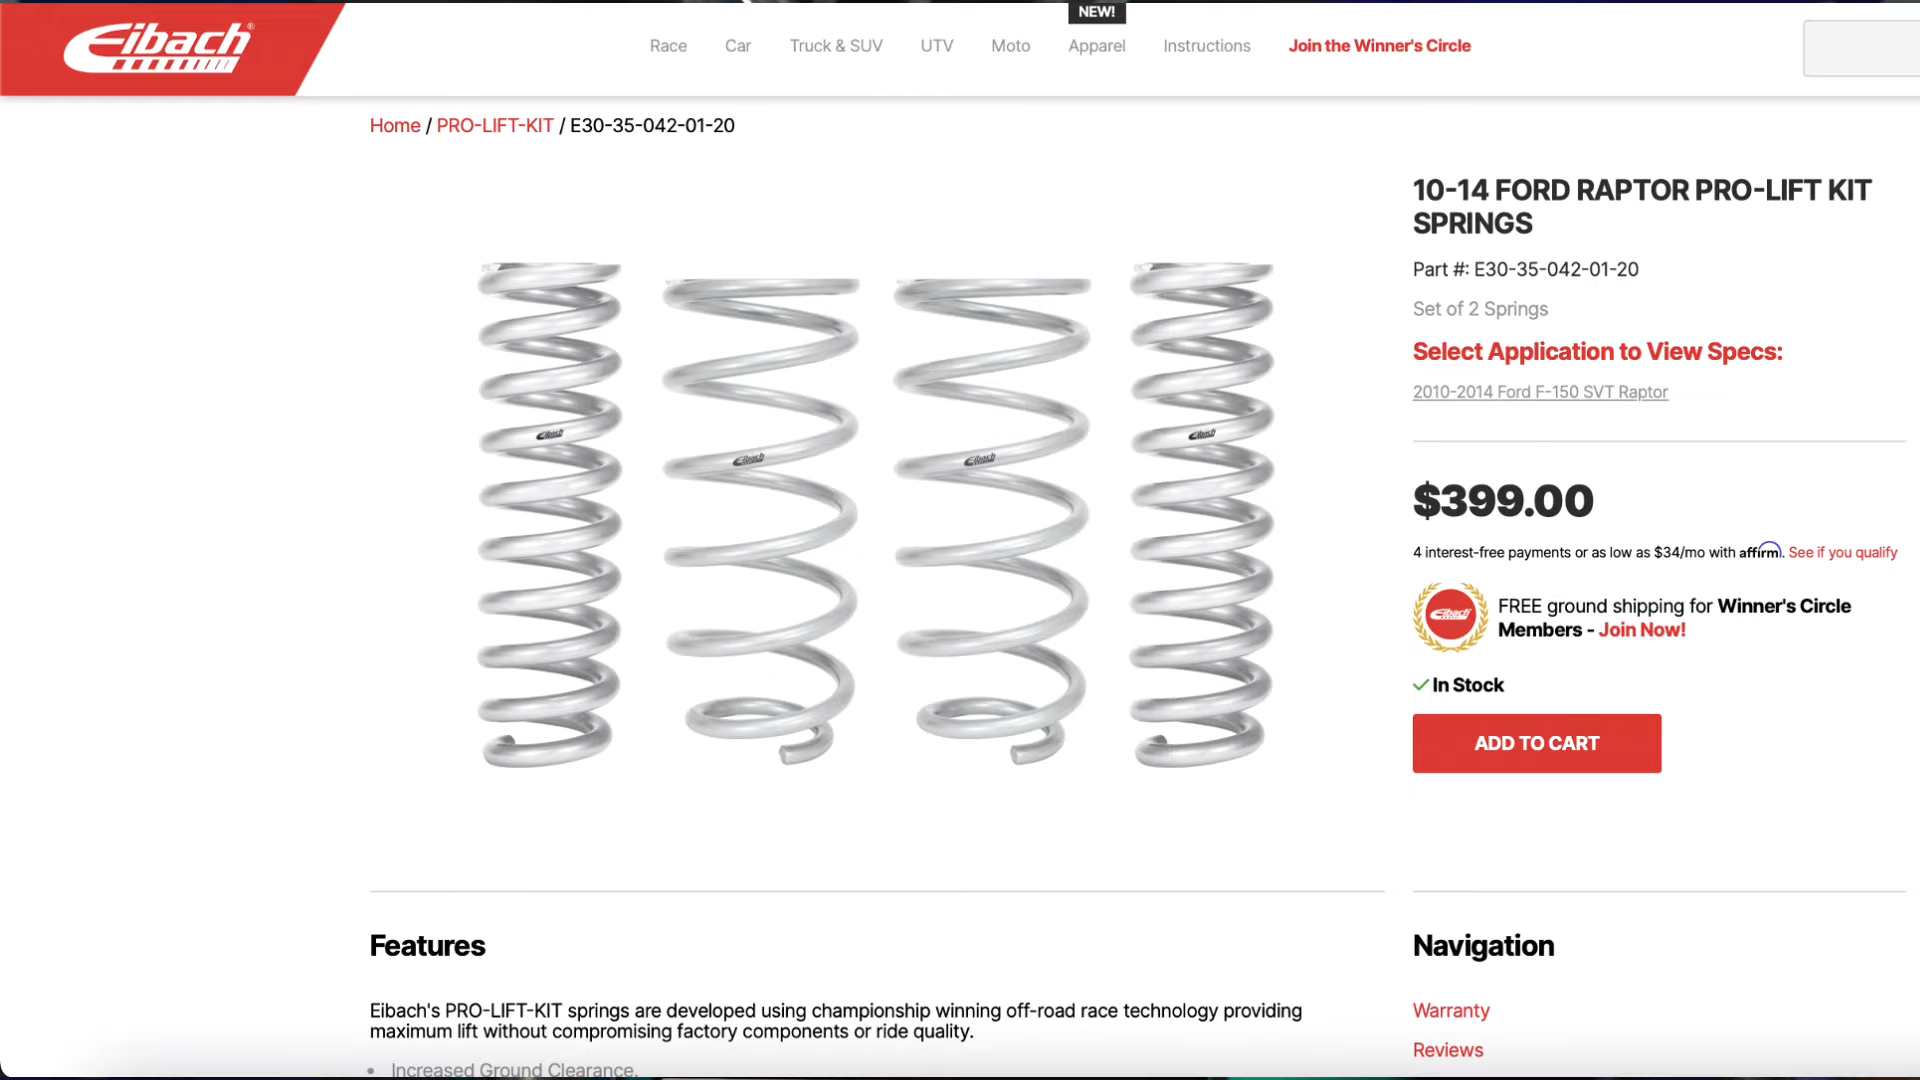 NEW!
Eibach
Race
Car
Truck & SUV
UTV
Moto
Apparel
Instructions
Join the Winner's Circle
Home / PRO-LIFT-KIT / E30-35-042-01-20
10-14 FORD RAPTOR PRO-LIFT KIT
SPRINGS
Part #: E30-35-042-01-20
Set of 2 Springs
Select Application to View Specs:
2010-2014 Ford F-150 SVT Raptor
Eibach
Eibach
Eibach
Eibach
$399.00
4 interest-free payments or as low as $34/mo with affirm. See if you qualify
Eibach
FREE ground shipping for Winner's Circle
Members - Join Now!
In Stock
ADD TO CART
Features
Navigation
Eibach's PRO-LIFT-KIT springs are developed using championship winning off-road race technology providing
maximum lift without compromising factory components or ride quality.
Warranty
Reviews
• Increased Ground Clearance.